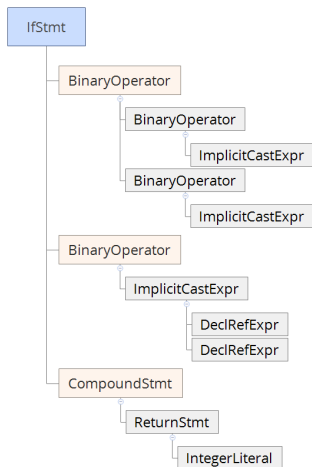 IfStmt
BinaryOperator
BinaryOperator
ImplicitCastExpr
BinaryOperator
ImplicitCastExpr
BinaryOperator
ImplicitCastExpr
DeclRefExpr
DeclRefExpr
CompoundStmt
ReturnStmt
IntegerLiteral